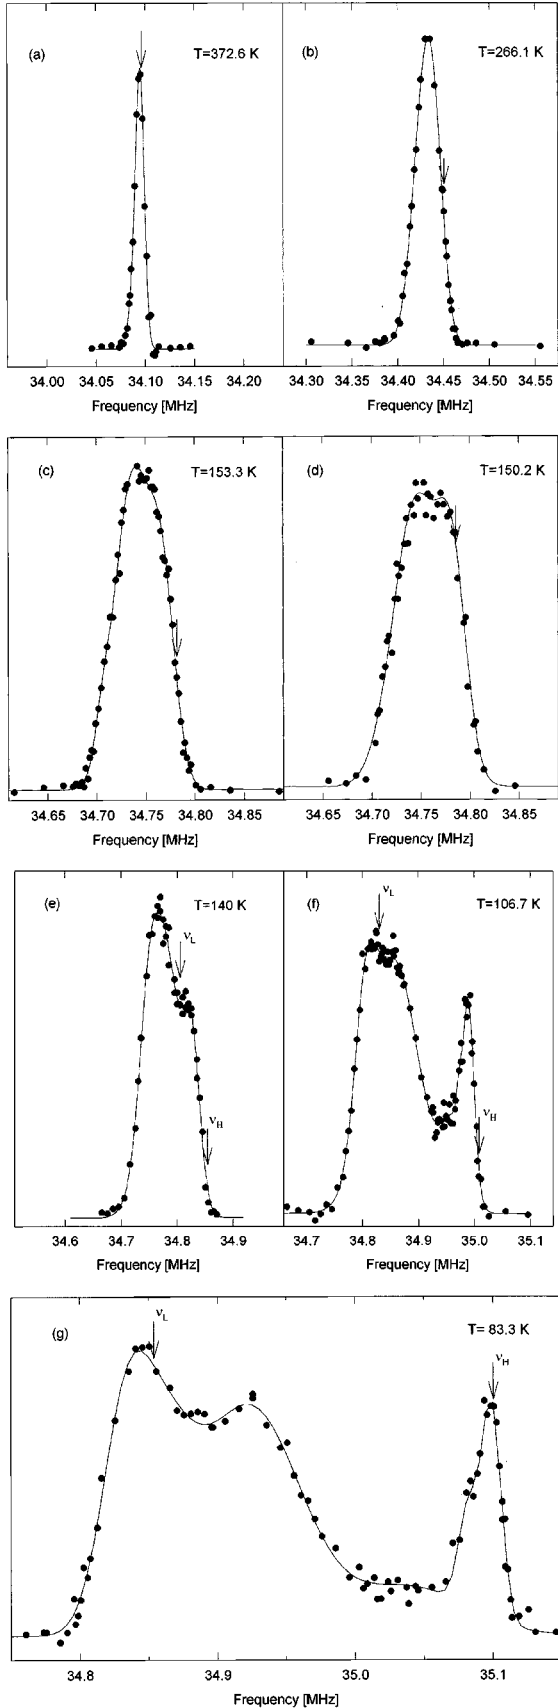 (a) T=372.6 K
34.00 34.05 34.10 34.15 34.20
Frequency [MHz]
(b) T=266.1 K
34.30 34.35 34.40 34.45 34.50 34.55
Frequency [MHz]
(c) T=153.3 K
34.65 34.70 34.75 34.80 34.85
Frequency [MHz]
(d) T=150.2 K
34.65 34.70 34.75 34.80 34.85
Frequency [MHz]
(e) T=140 K
νL
νH
34.6 34.7 34.8 34.9
Frequency [MHz]
(f) T=106.7 K
νL
νH
34.7 34.8 34.9 35.0 35.1
Frequency [MHz]
(g) T= 83.3 K
νL
νH
34.8 34.9 35.0 35.1
Frequency [MHz]